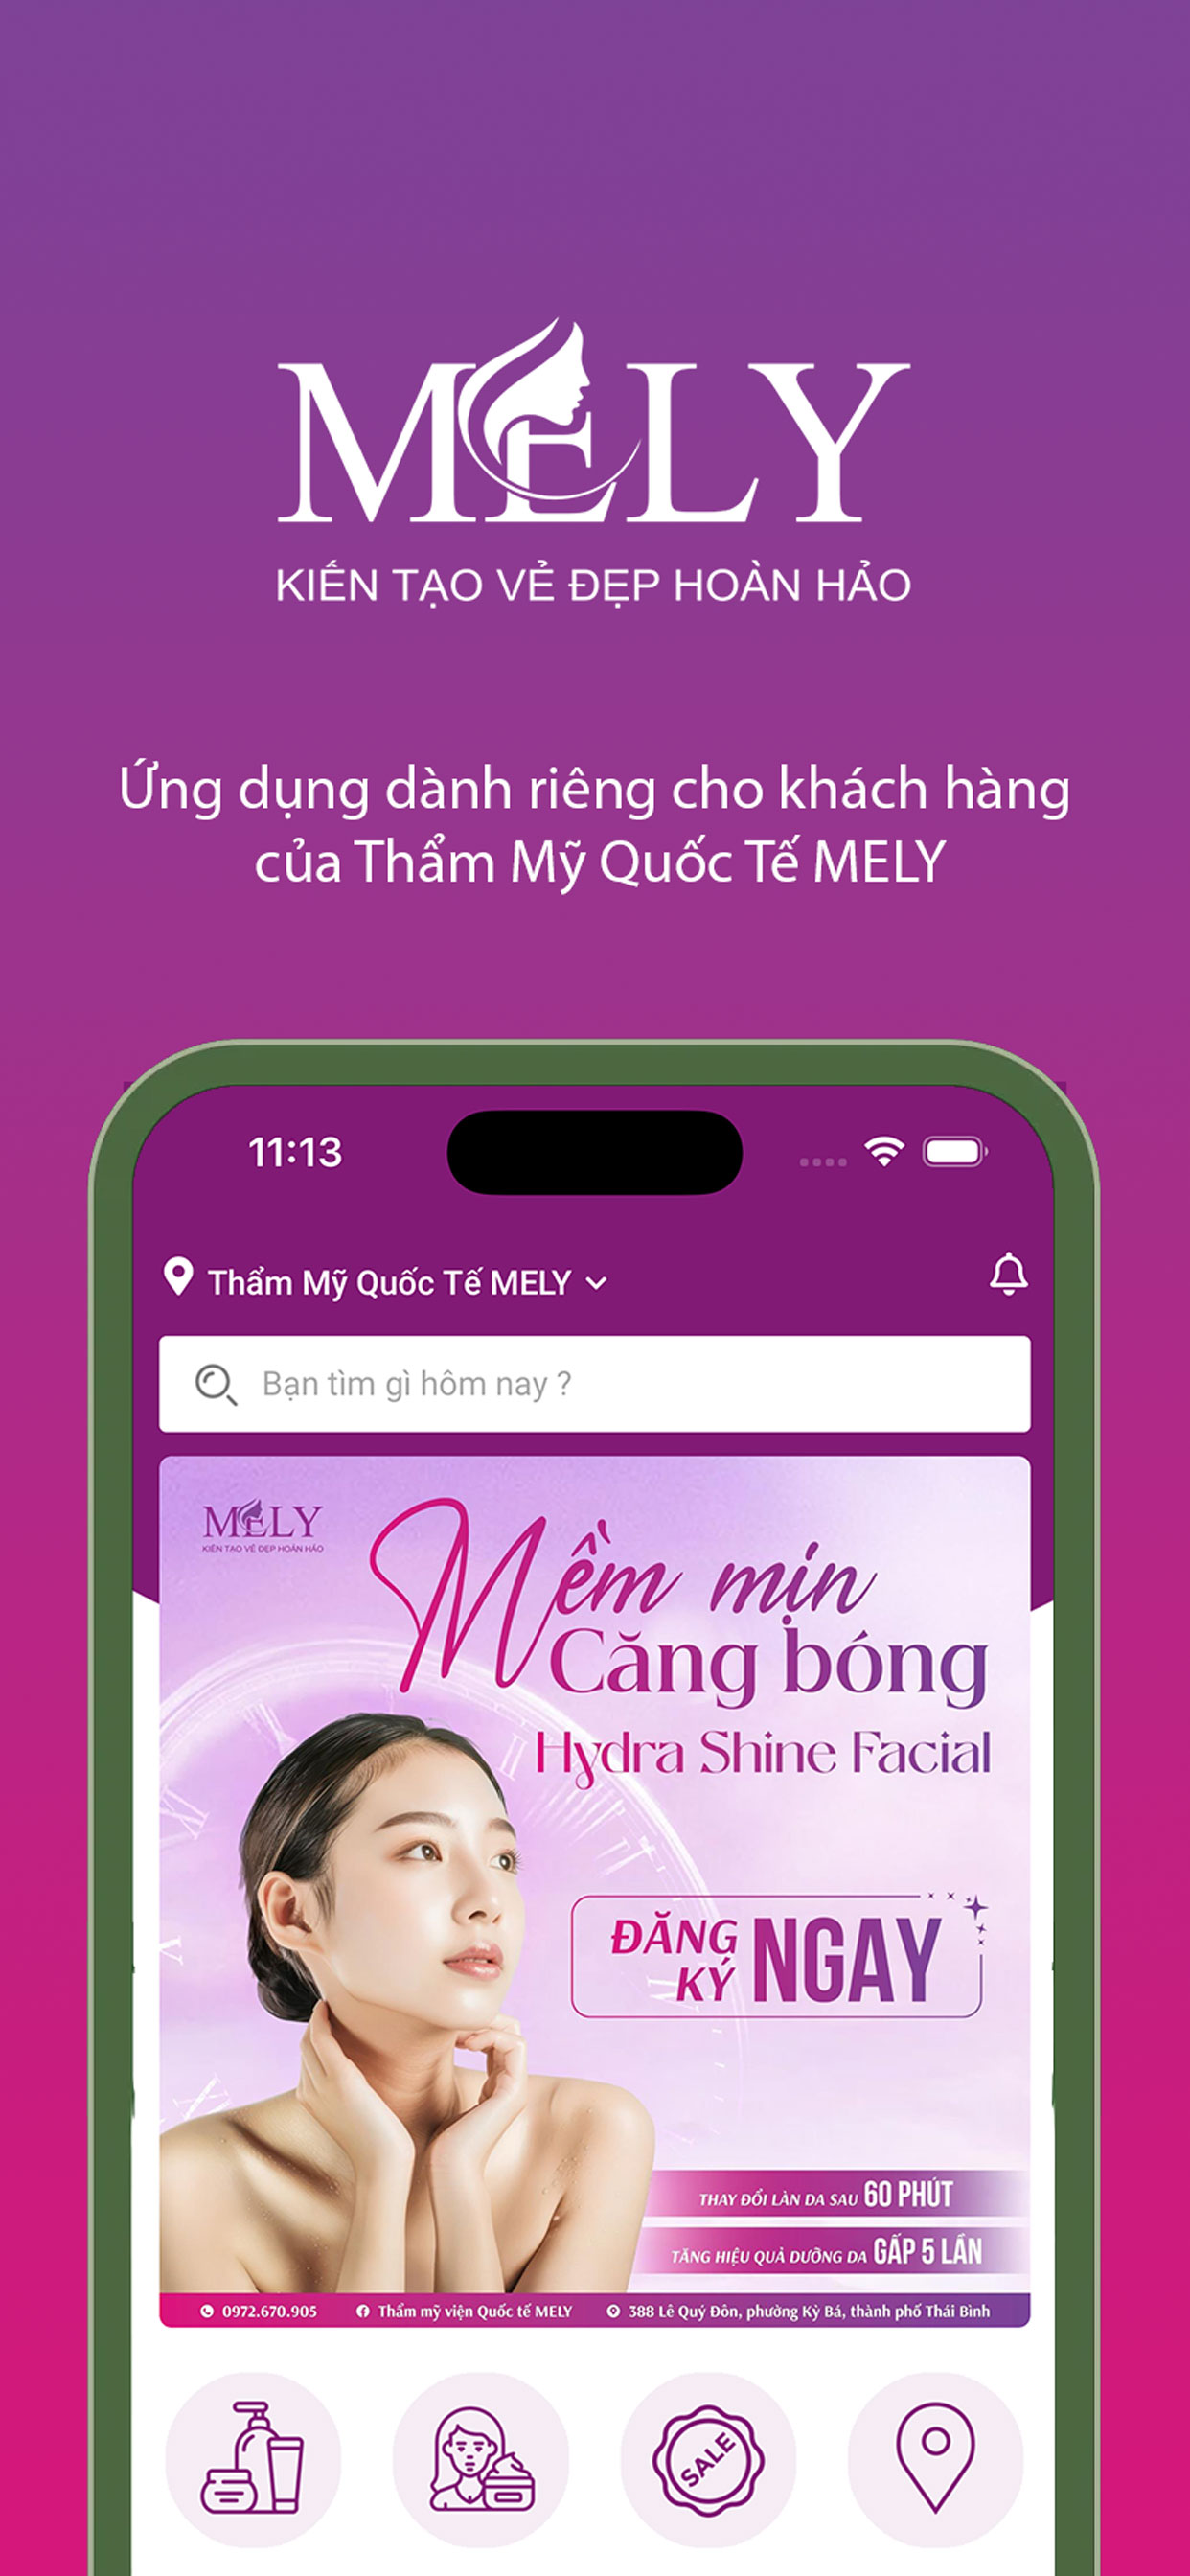 MELY
KIẾN TẠO VẺ ĐẸP HOÀN HẢO
Ứng dụng dành riêng cho khách hàng
của Thẩm Mỹ Quốc Tế MELY
11:13
Thẩm Mỹ Quốc Tế MELY
Bạn tìm gì hôm nay ?
MELY
KIẾN TẠO VẺ ĐẸP HOÀN HẢO
Mềm mịn
Căng bóng
Hydra Shine Facial
ĐĂNG KÝ NGAY
THAY ĐỔI LÀN DA SAU 60 PHÚT
TĂNG HIỆU QUẢ DƯỠNG DA GẤP 5 LẦN
0972.670.905 Thẩm mỹ viện Quốc tế MELY 388 Lê Quý Đôn, phường Kỳ Bá, thành phố Thái Bình
SALE